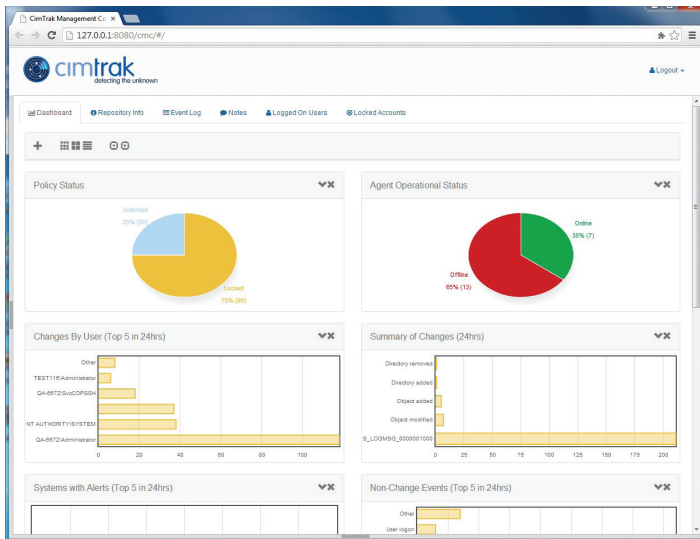 CimTrak Management Co
127.0.0.1:8080/cmc/#/
cimtrak
detecting the unknown
Logout
Dashboard
Repository Info
Event Log
Notes
Logged On Users
Locked Accounts
Policy Status
Unlocked
25% (20)
Locked
75% (60)
Agent Operational Status
Online
35% (7)
Offline
65% (13)
Changes By User (Top 5 in 24hrs)
Other
TEST116\Administrator
QA-6672\SvcCOPSSH
NT AUTHORITY\SYSTEM
QA-6672\Administrator
0 20 40 60 80 100
Summary of Changes (24hrs)
Directory removed
Directory added
Object added
Object modified
S_LOGMSG_0000001000
0 25 50 75 100 125 150 175 200
Systems with Alerts (Top 5 in 24hrs)
Non-Change Events (Top 5 in 24hrs)
Other
User logon